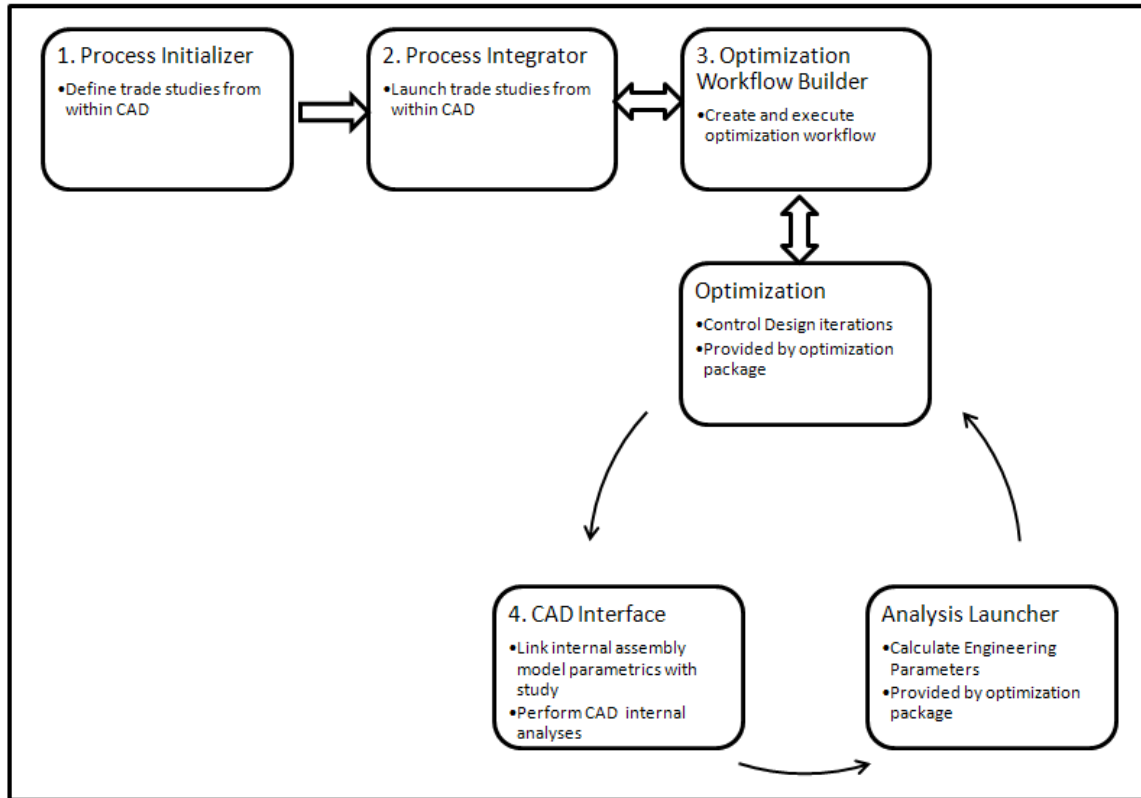 1. Process Initializer
•Define trade studies from
within CAD
2. Process Integrator
•Launch trade studies from
within CAD
3. Optimization
Workflow Builder
•Create and execute
optimization workflow
Optimization
•Control Design iterations
•Provided by optimization
package
4. CAD Interface
•Link internal assembly
model parametrics with
study
•Perform CAD internal
analyses
Analysis Launcher
•Calculate Engineering
Parameters
•Provided by optimization
package